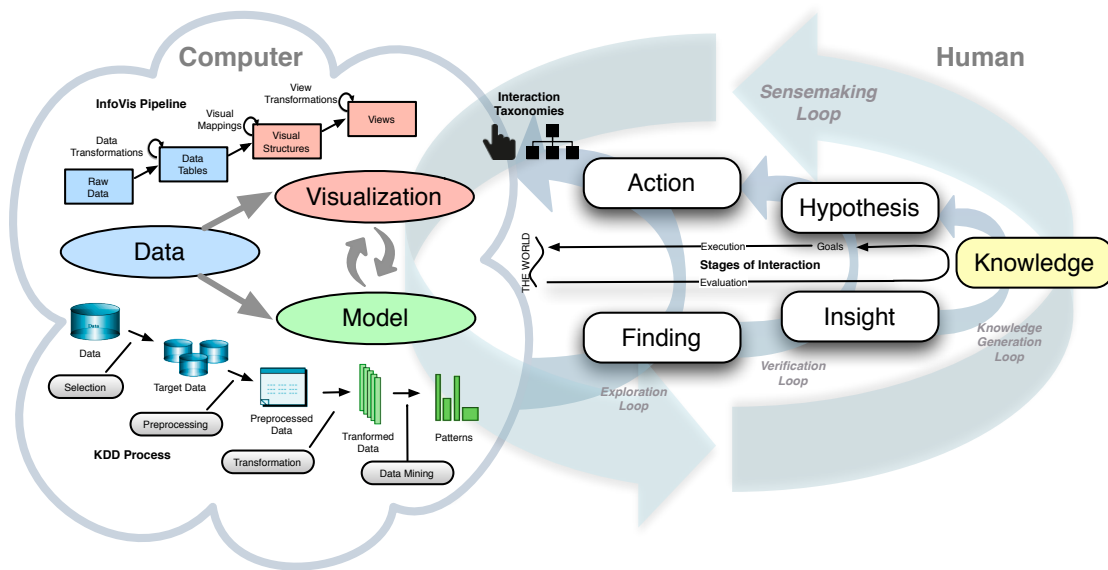 Computer
Human
InfoVis Pipeline
View
Transformations
Visual
Mappings
Data
Transformations
Views
Visual
Structures
Data
Tables
Raw
Data
Interaction
Taxonomies
Sensemaking
Loop
Visualization
Data
Model
Action
Hypothesis
Knowledge
THE WORLD
Execution
Goals
Stages of Interaction
Evaluation
Finding
Insight
Exploration
Loop
Verification
Loop
Knowledge
Generation
Loop
Data
Data
Selection
Target Data
Preprocessing
Preprocessed
Data
Transformation
Tranformed
Data
Patterns
Data Mining
KDD Process